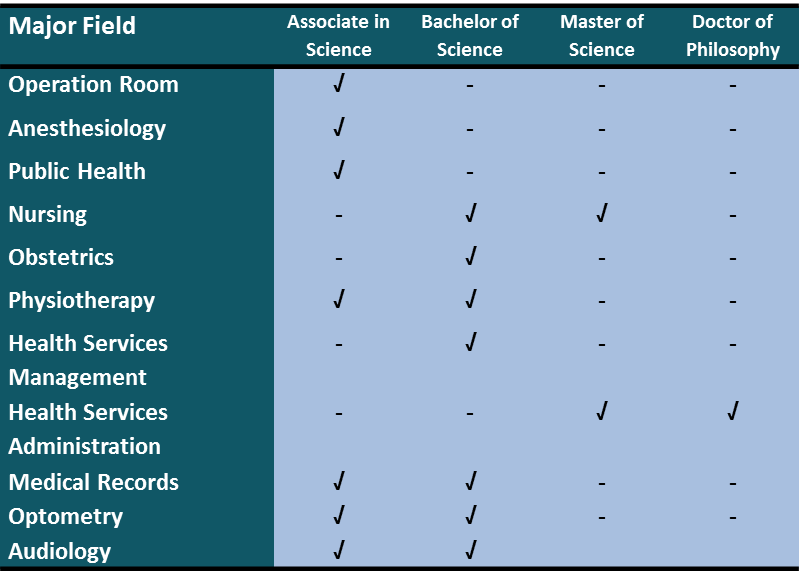 Major Field Associate in Science Bachelor of Science Master of Science Doctor of Philosophy
Operation Room √ - - -
Anesthesiology √ - - -
Public Health √ - - -
Nursing - √ √ -
Obstetrics - √ - -
Physiotherapy √ √ - -
Health Services - √ - -
Management
Health Services - - √ √
Administration
Medical Records √ √ - -
Optometry √ √ - -
Audiology √ √